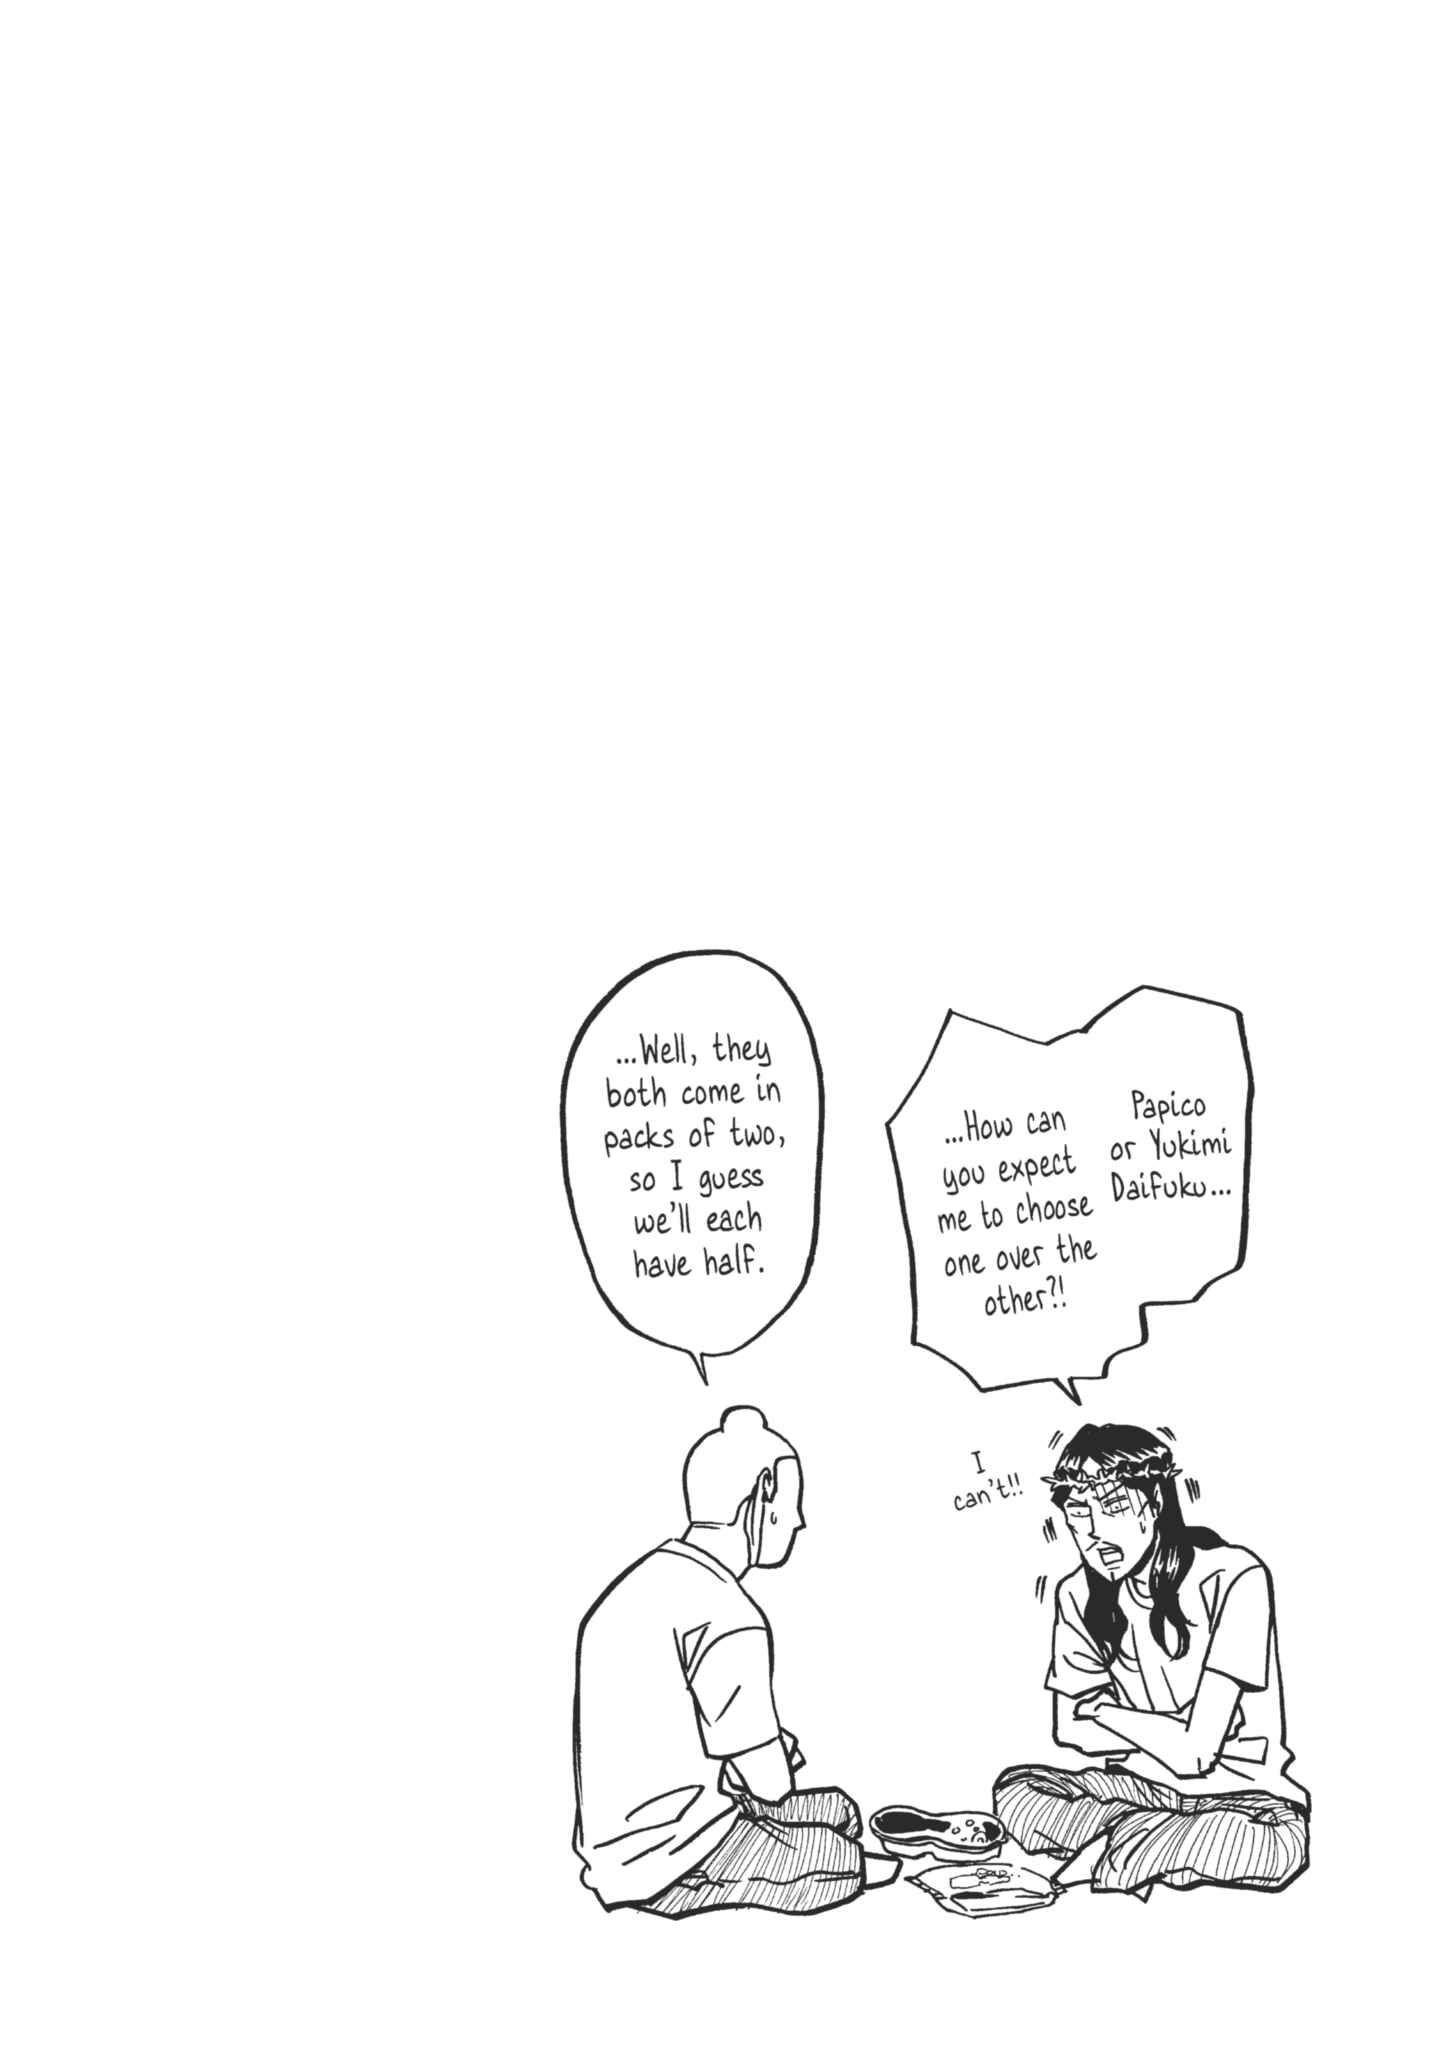 Papico
or Yukimi
Daifuku...
...How can
you expect
me to choose
one over the
other?!
I
can't!!
...Well, they
both come in
packs of two,
so I guess
we'll each
have half.